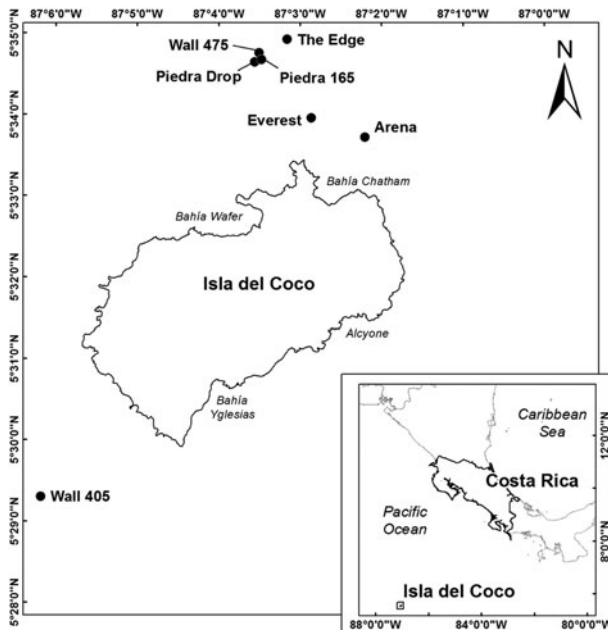 87°6'0"W 87°5'0"W 87°4'0"W 87°3'0"W 87°2'0"W 87°1'0"W 87°0'0"W
5°35'0"N
5°34'0"N
5°33'0"N
5°32'0"N
5°31'0"N
5°30'0"N
5°29'0"N
5°28'0"N
Wall 475
The Edge
Piedra Drop
Piedra 165
Everest
Arena
N
Bahía Chatham
Bahía Wafer
Isla del Coco
Alcyone
Bahía
Yglesias
Wall 405
Caribbean
Sea
Costa Rica
Pacific
Ocean
Isla del Coco
12°0'0"N
8°0'0"N
88°0'0"W 84°0'0"W 80°0'0"W